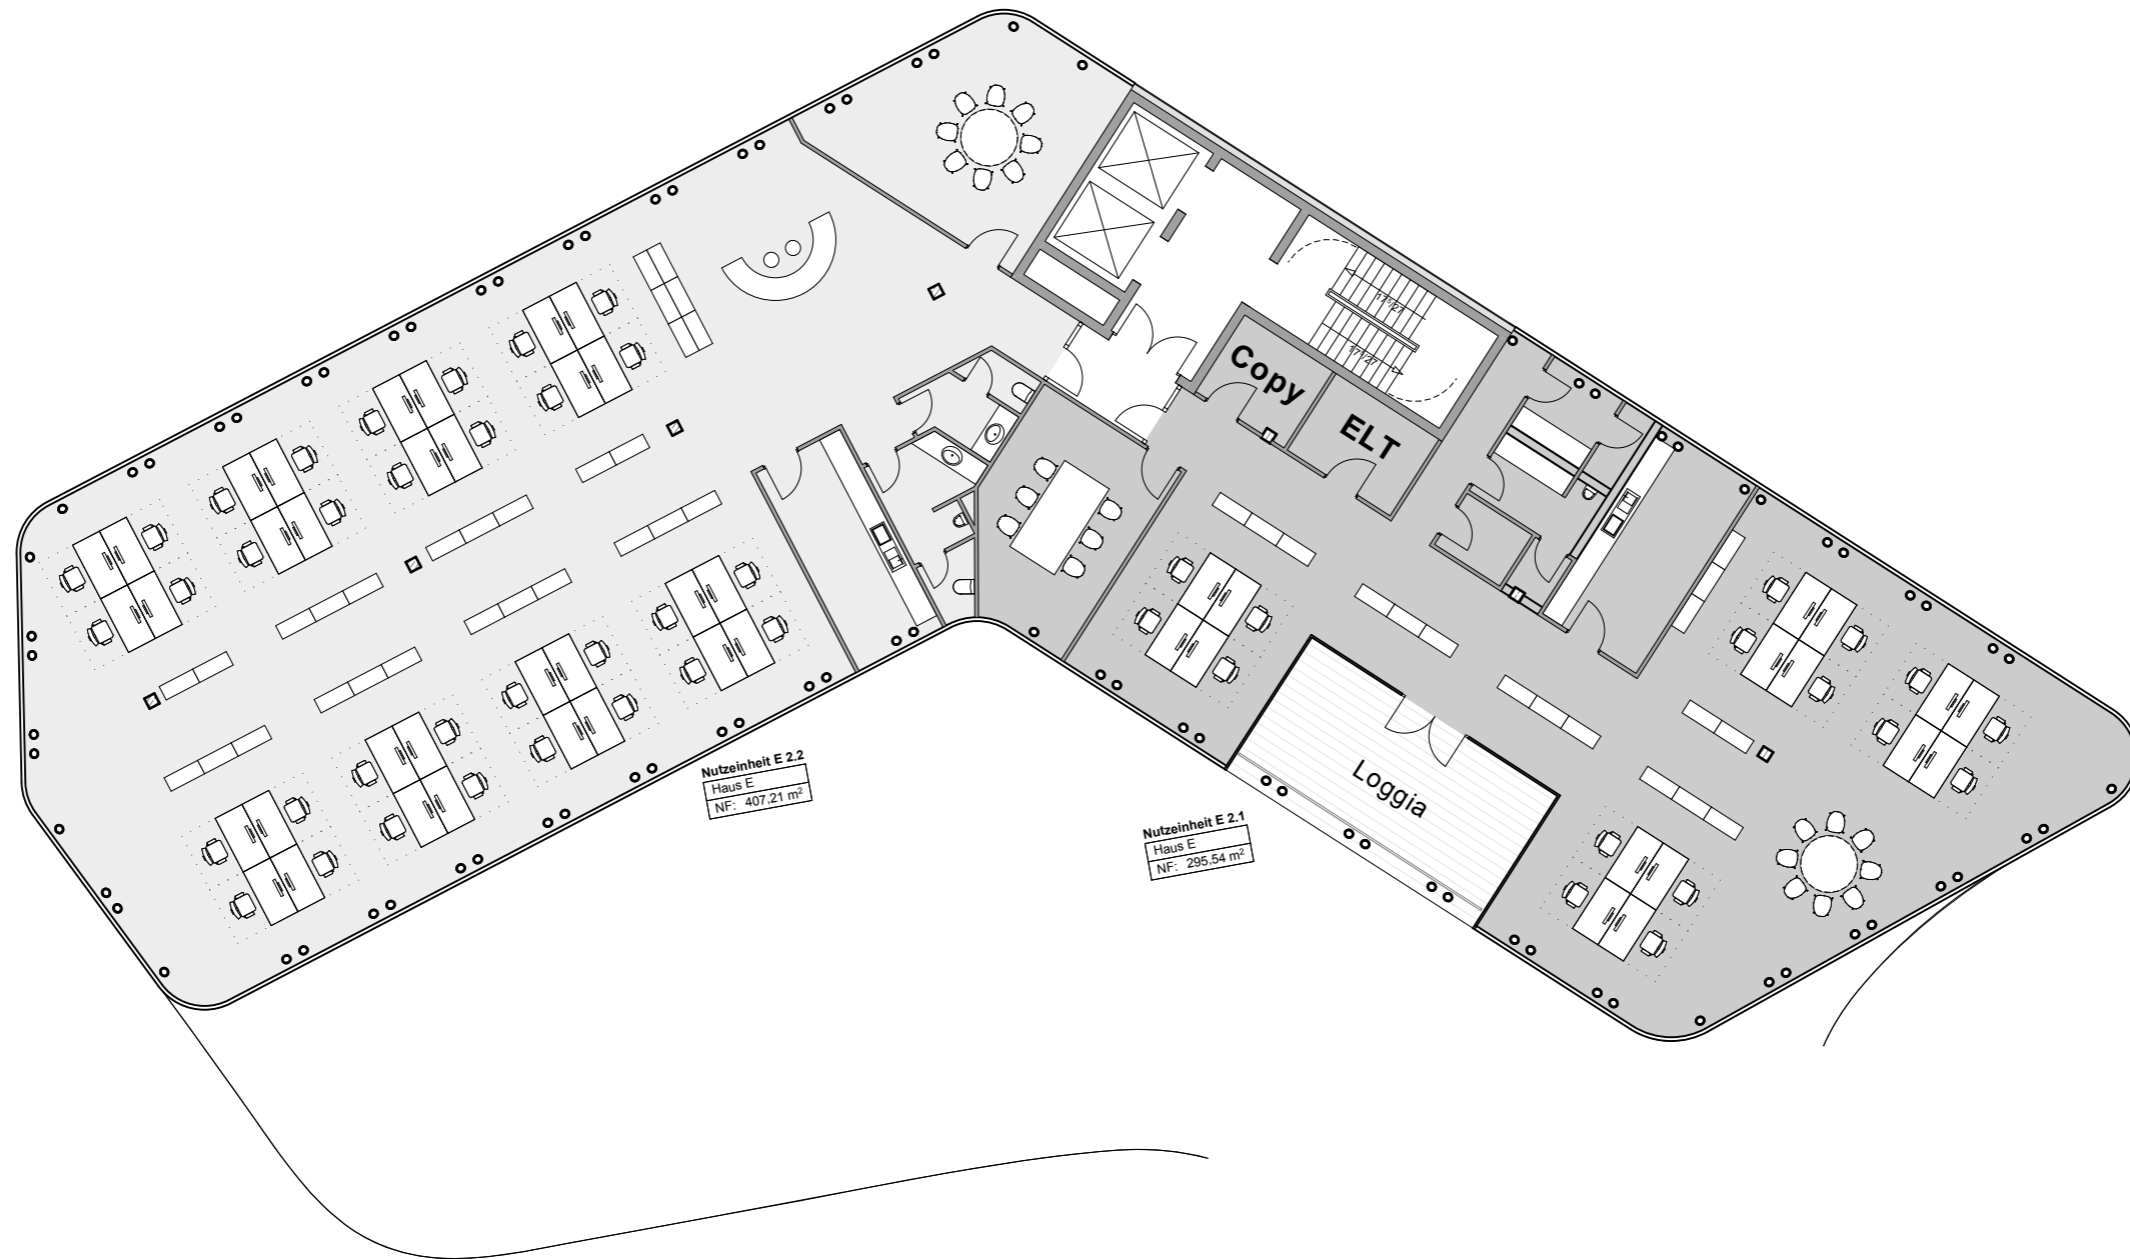 Copy
ELT
Loggia
Nutzeinheit E 2.2
Haus E
NF: 407.21 m²
Nutzeinheit E 2.1
Haus E
NF: 295.54 m²